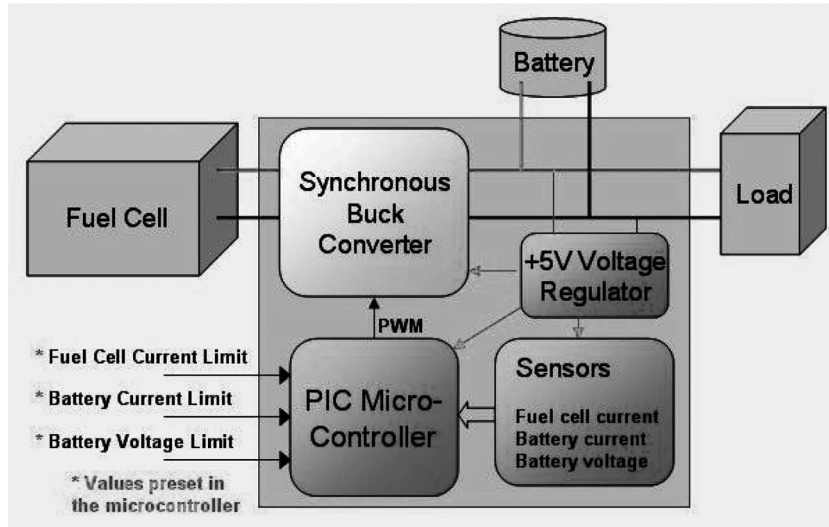 Battery
Fuel Cell
Synchronous
Buck
Converter
Load
+5V Voltage
Regulator
PWM
* Fuel Cell Current Limit
* Battery Current Limit
* Battery Voltage Limit
* Values preset in
the microcontroller
PIC Micro-
Controller
Sensors
Fuel cell current
Battery current
Battery voltage